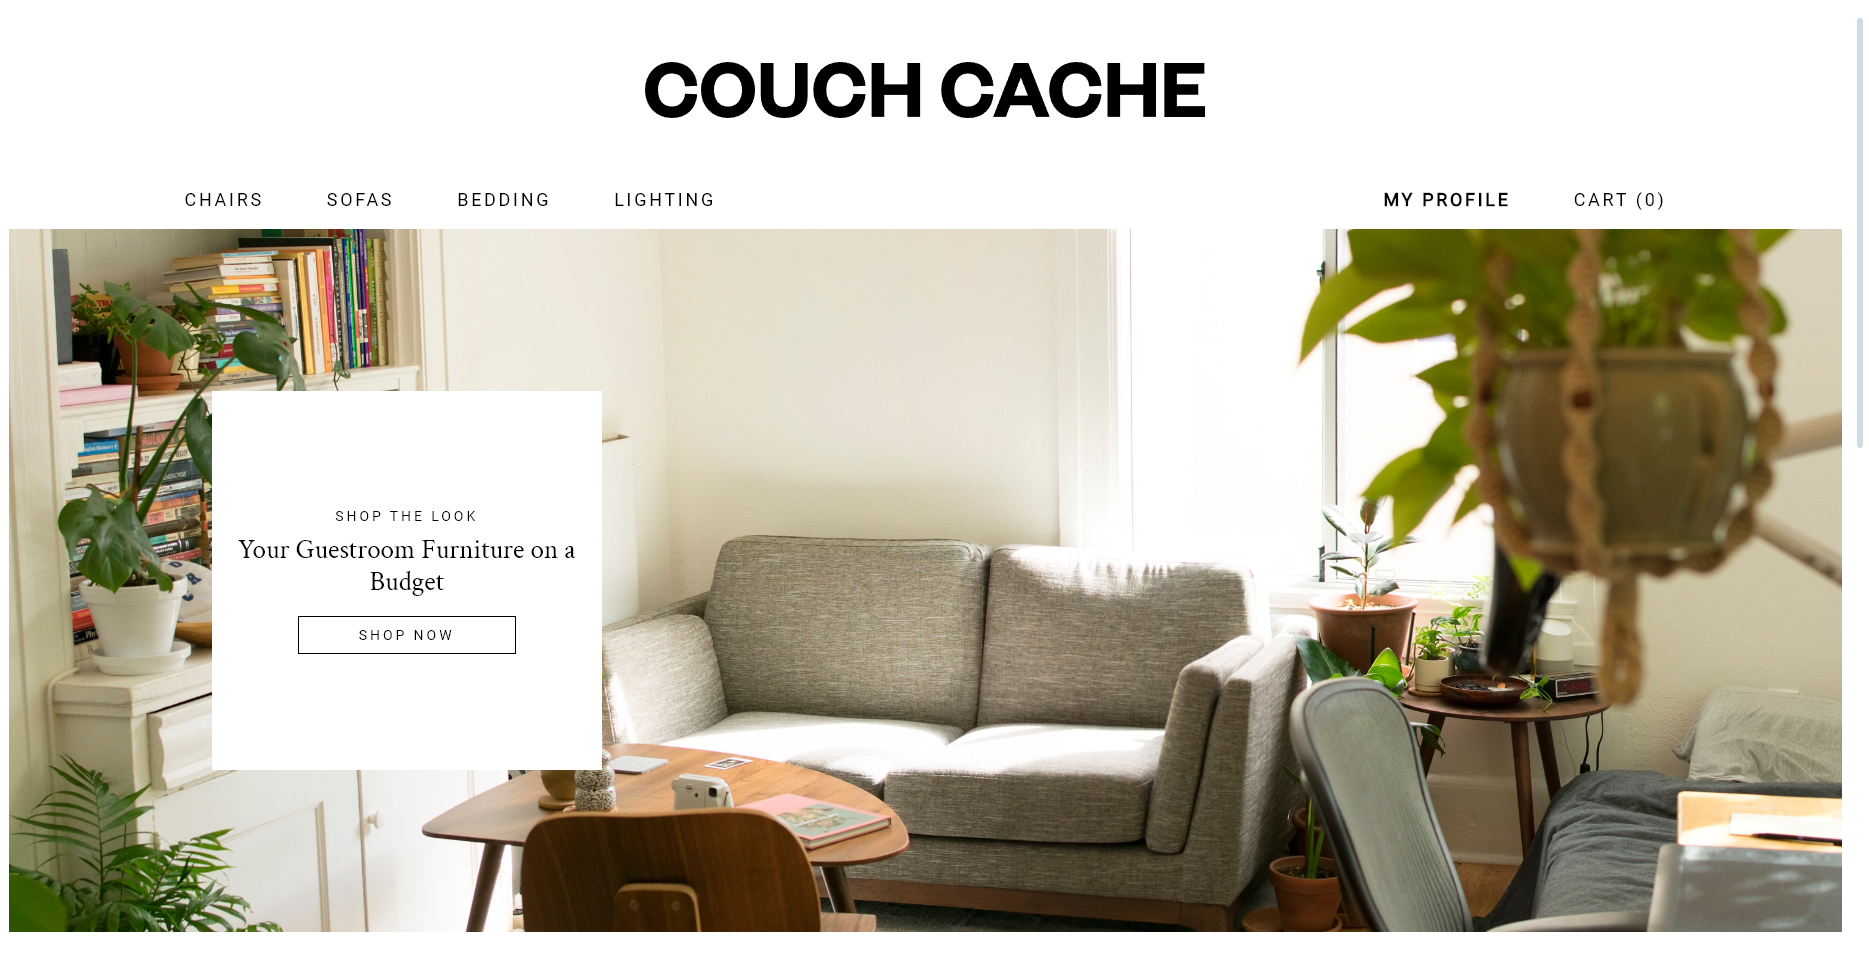 COUCH CACHE
CHAIRS SOFAS BEDDING LIGHTING MY PROFILE CART (0)
SHOP THE LOOK
Your Guestroom Furniture on a
Budget
SHOP NOW